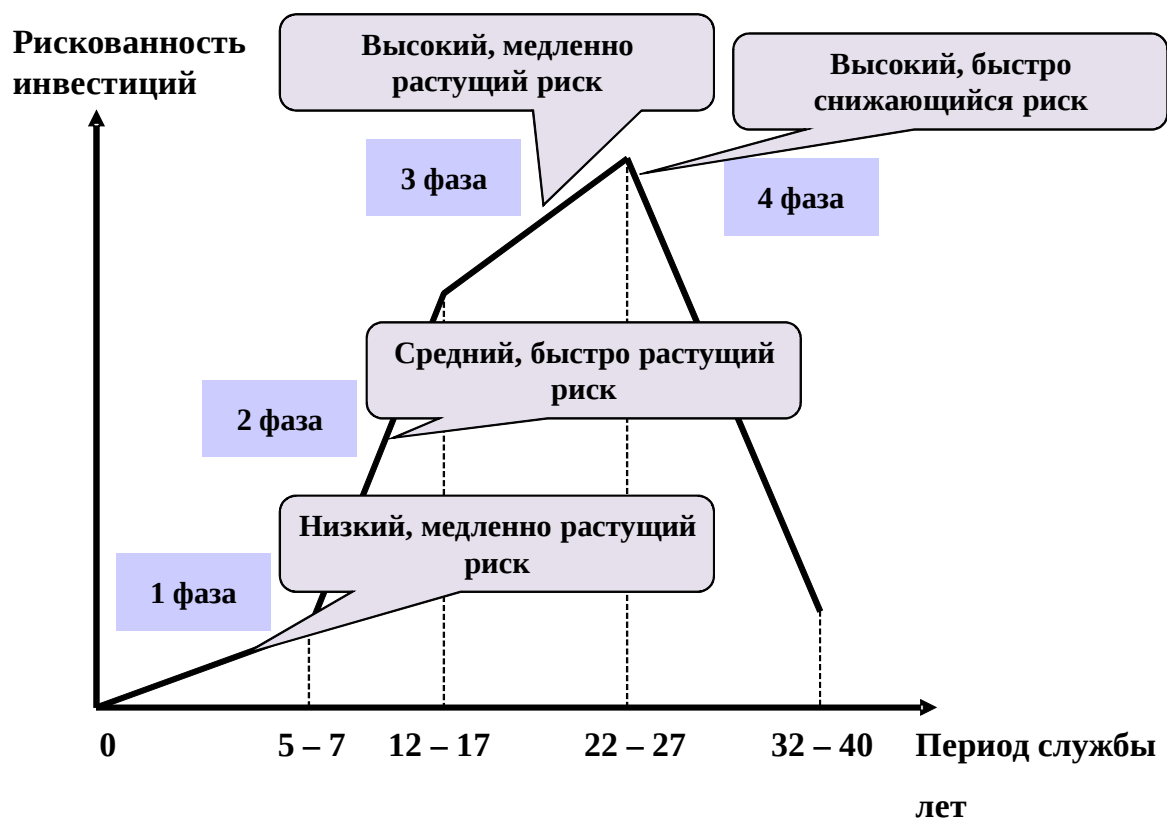 Рискованность
инвестиций
Высокий, медленно
растущий риск
Высокий, быстро
снижающийся риск
3 фаза
4 фаза
Средний, быстро растущий
риск
2 фаза
Низкий, медленно растущий
риск
1 фаза
0
5 – 7
12 – 17
22 – 27
32 – 40
Период службы
лет